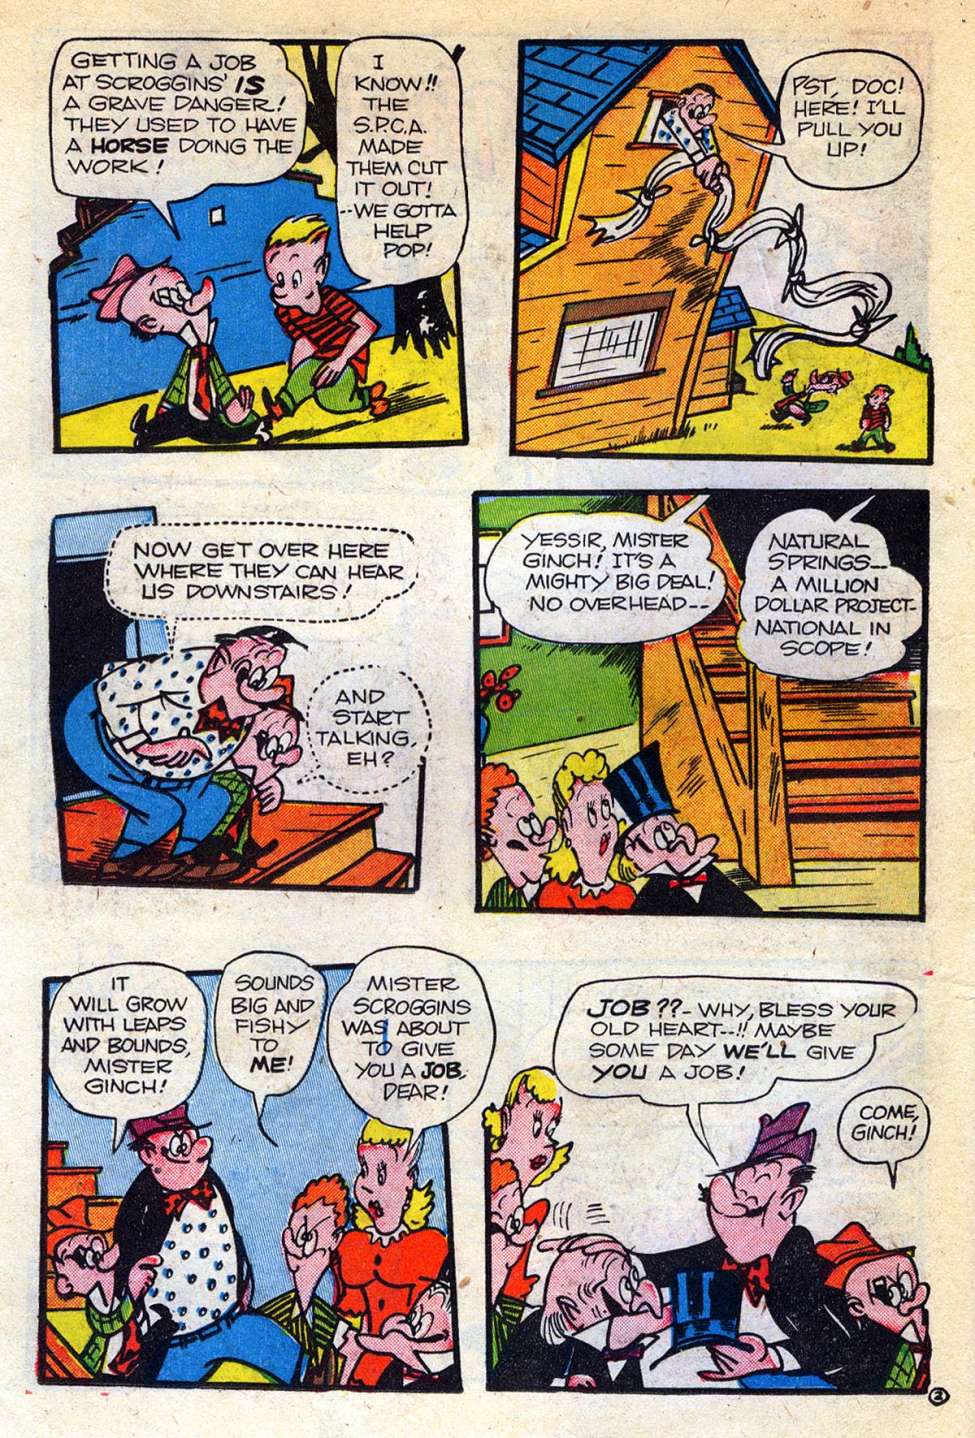 GETTING A JOB
AT SCROGGINS' IS
A GRAVE DANGER!
THEY USED TO HAVE
A HORSE DOING THE
WORK!
I
KNOW!!
THE
S.P.C.A.
MADE
THEM CUT
IT OUT!
--WE GOTTA
HELP
POP!
PST, DOC!
HERE! I'LL
PULL YOU
UP!
NOW GET OVER HERE
WHERE THEY CAN HEAR
US DOWNSTAIRS!
AND
START
TALKING,
EH?
YESSIR, MISTER
GINCH! IT'S A
MIGHTY BIG DEAL!
NO OVERHEAD--
NATURAL
SPRINGS--
A MILLION
DOLLAR PROJECT-
NATIONAL IN
SCOPE!
IT
WILL GROW
WITH LEAPS
AND BOUNDS,
MISTER
GINCH!
SOUNDS
BIG AND
FISHY
TO
ME!
MISTER
SCROGGINS
WAS ABOUT
TO GIVE
YOU A JOB,
DEAR!
JOB??- WHY, BLESS YOUR
OLD HEART--!! MAYBE
SOME DAY WE'LL GIVE
YOU A JOB!
COME,
GINCH!
2